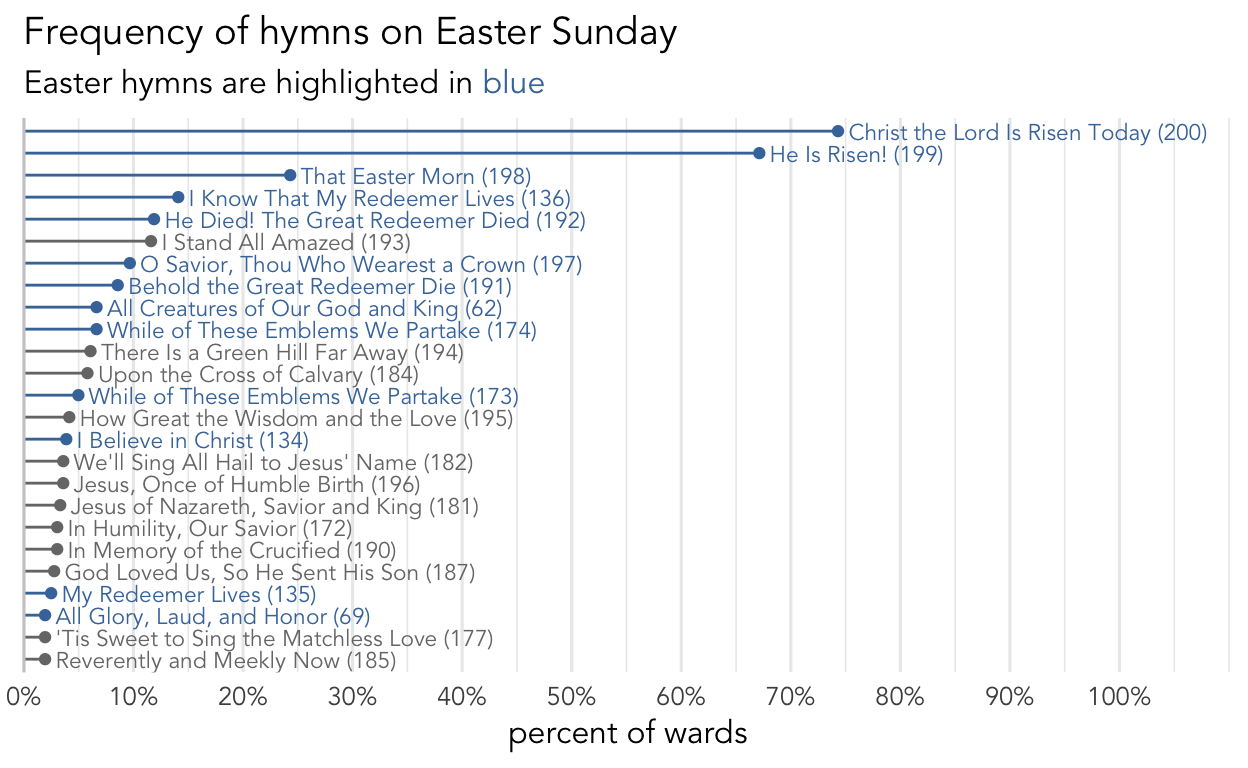 Frequency of hymns on Easter Sunday
Easter hymns are highlighted in blue
Christ the Lord Is Risen Today (200)
He Is Risen! (199)
That Easter Morn (198)
I Know That My Redeemer Lives (136)
He Died! The Great Redeemer Died (192)
I Stand All Amazed (193)
O Savior, Thou Who Wearest a Crown (197)
Behold the Great Redeemer Die (191)
All Creatures of Our God and King (62)
While of These Emblems We Partake (174)
There Is a Green Hill Far Away (194)
Upon the Cross of Calvary (184)
While of These Emblems We Partake (173)
How Great the Wisdom and the Love (195)
I Believe in Christ (134)
We'll Sing All Hail to Jesus' Name (182)
Jesus, Once of Humble Birth (196)
Jesus of Nazareth, Savior and King (181)
In Humility, Our Savior (172)
In Memory of the Crucified (190)
God Loved Us, So He Sent His Son (187)
My Redeemer Lives (135)
All Glory, Laud, and Honor (69)
'Tis Sweet to Sing the Matchless Love (177)
Reverently and Meekly Now (185)
0% 10% 20% 30% 40% 50% 60% 70% 80% 90% 100%
percent of wards